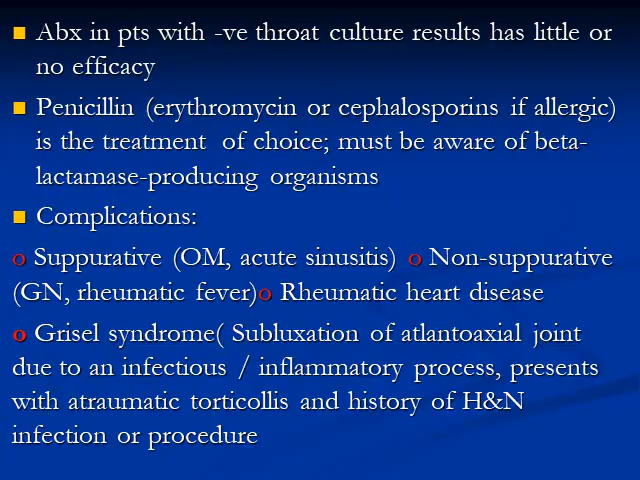 Abx in pts with -ve throat culture results has little or
no efficacy
Penicillin (erythromycin or cephalosporins if allergic)
is the treatment of choice; must be aware of beta-
lactamase-producing organisms
Complications:
o Suppurative (OM, acute sinusitis) o Non-suppurative
(GN, rheumatic fever)o Rheumatic heart disease
o Grisel syndrome( Subluxation of atlantoaxial joint
due to an infectious / inflammatory process, presents
with atraumatic torticollis and history of H&N
infection or procedure